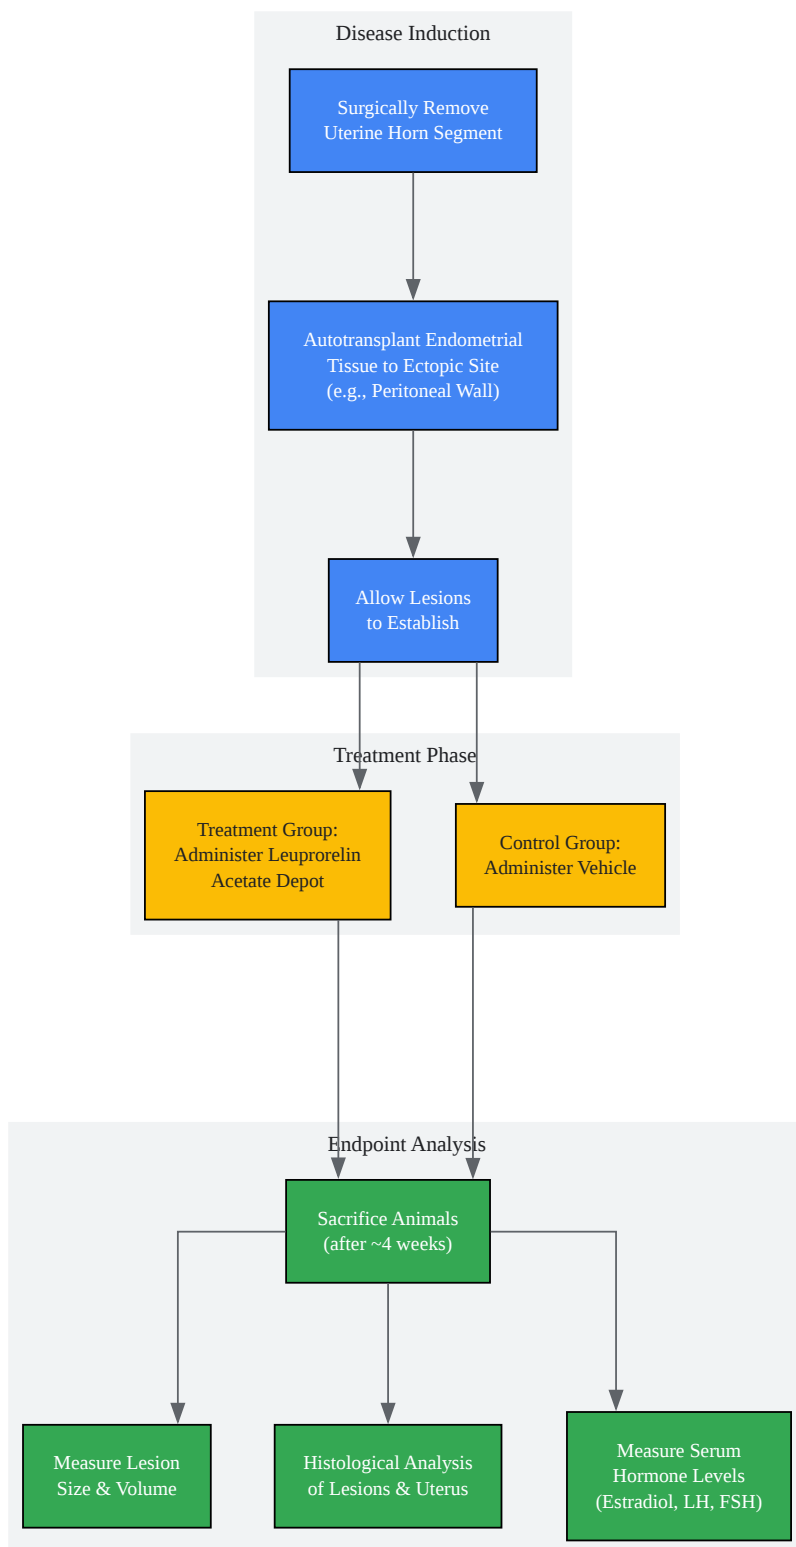 Disease Induction
Surgically Remove
Uterine Horn Segment
Autotransplant Endometrial
Tissue to Ectopic Site
(e.g., Peritoneal Wall)
Allow Lesions
to Establish
Treatment Phase
Treatment Group:
Administer Leuprorelin
Acetate Depot
Control Group:
Administer Vehicle
Endpoint Analysis
Sacrifice Animals
(after ~4 weeks)
Measure Lesion
Size & Volume
Histological Analysis
of Lesions & Uterus
Measure Serum
Hormone Levels
(Estradiol, LH, FSH)